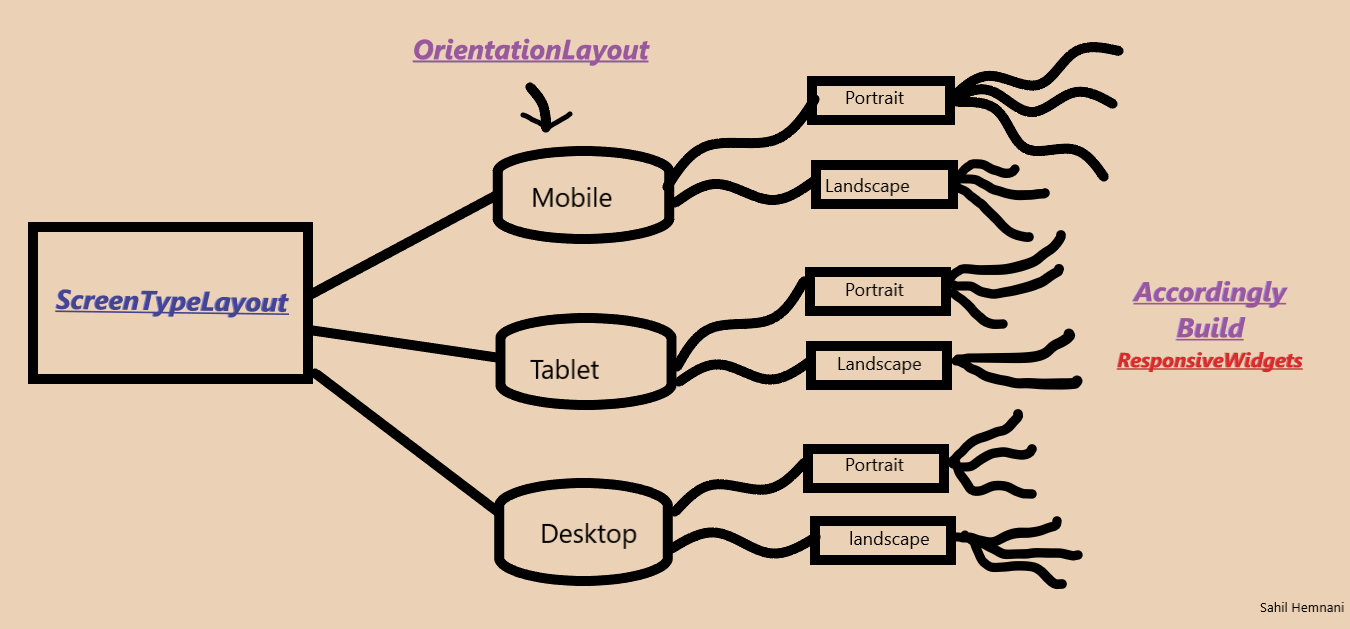 OrientationLayout
Portrait
Landscape
Mobile
ScreenTypeLayout
Portrait
Landscape
Tablet
Accordingly
Build
ResponsiveWidgets
Portrait
landscape
Desktop
Sahil Hemnani